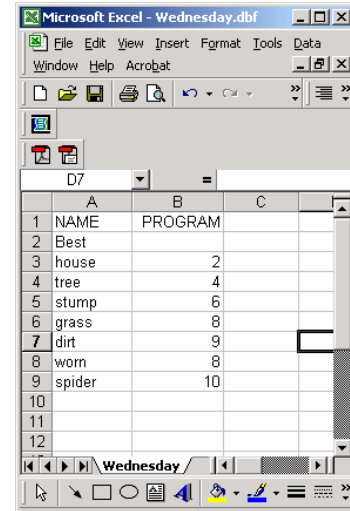 Microsoft Excel - Wednesday.dbf
File Edit View Insert Format Tools Data
Window Help Acrobat
D7 =
A B C
1 NAME PROGRAM
2 Best
3 house 2
4 tree 4
5 stump 6
6 grass 8
7 dirt 9
8 worn 8
9 spider 10
10
11
12
Wednesday